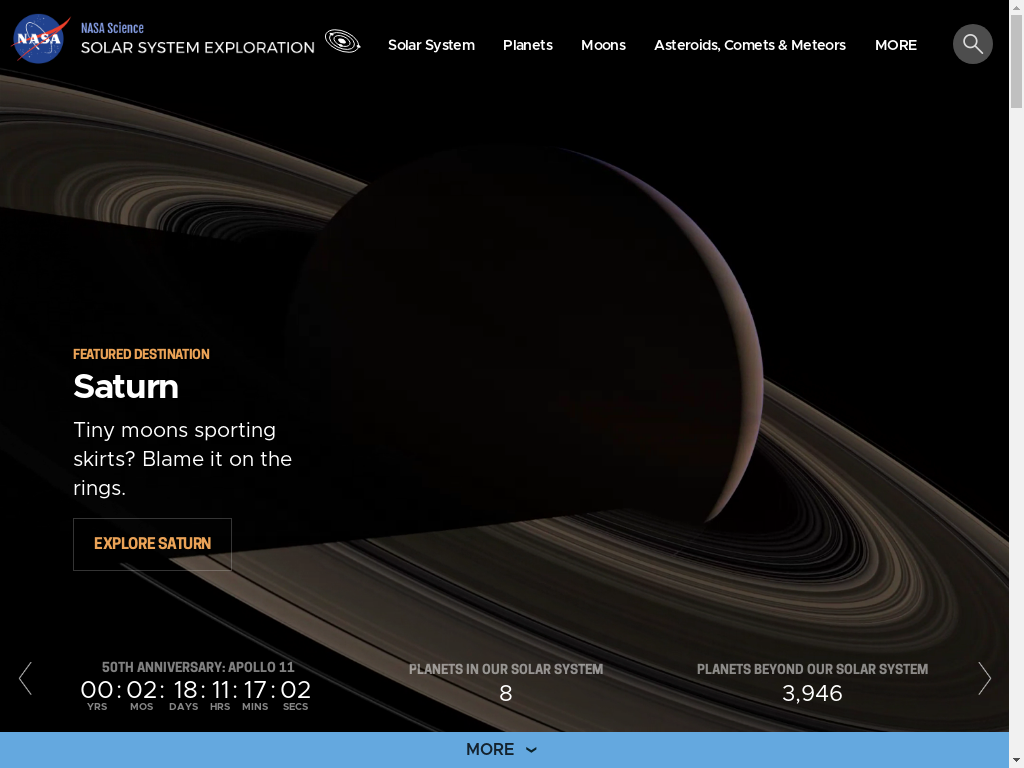 NASA
NASA Science
SOLAR SYSTEM EXPLORATION
Solar System Planets Moons Asteroids, Comets & Meteors MORE
FEATURED DESTINATION
Saturn
Tiny moons sporting
skirts? Blame it on the
rings.
EXPLORE SATURN
50TH ANNIVERSARY: APOLLO 11
00 : 02 : 18 : 11 : 17 : 02
YRS MOS DAYS HRS MINS SECS
PLANETS IN OUR SOLAR SYSTEM
8
PLANETS BEYOND OUR SOLAR SYSTEM
3,946
MORE